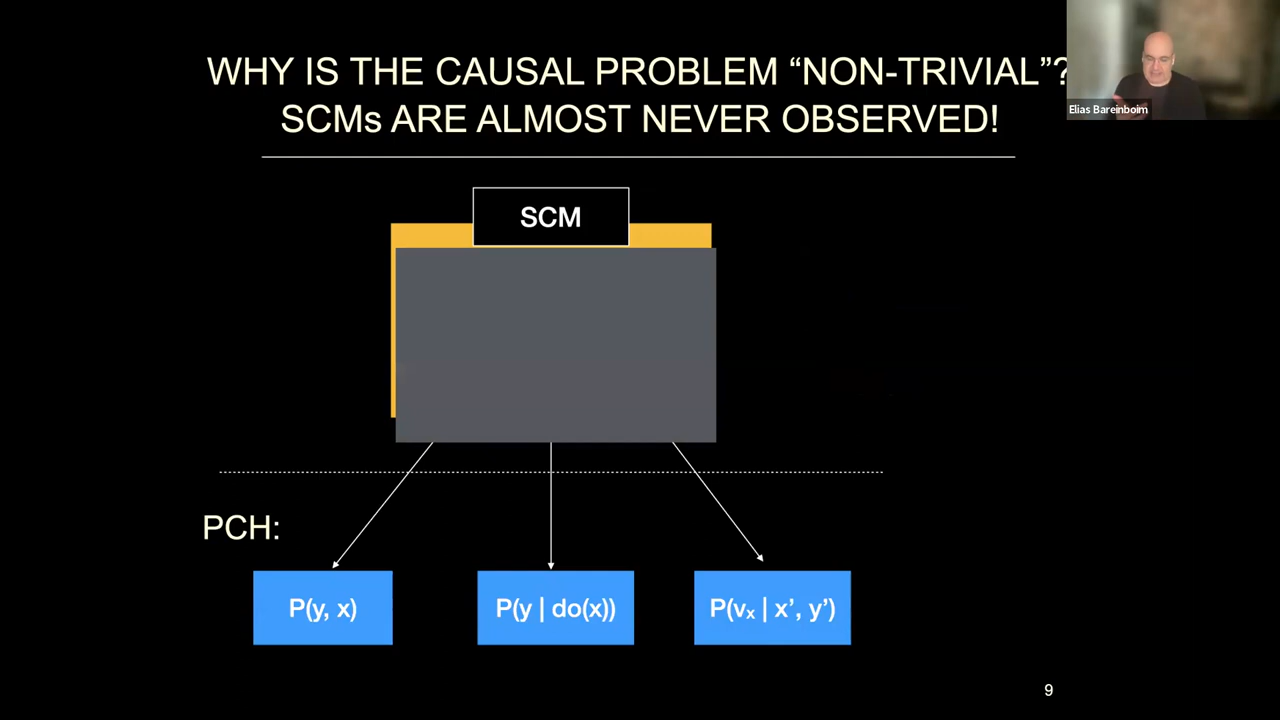 WHY IS THE CAUSAL PROBLEM “NON-TRIVIAL”?
SCMs ARE ALMOST NEVER OBSERVED!
Elias Bareinboim
SCM
PCH:
P(y, x)
P(y | do(x))
P(vₓ | x’, y’)
9